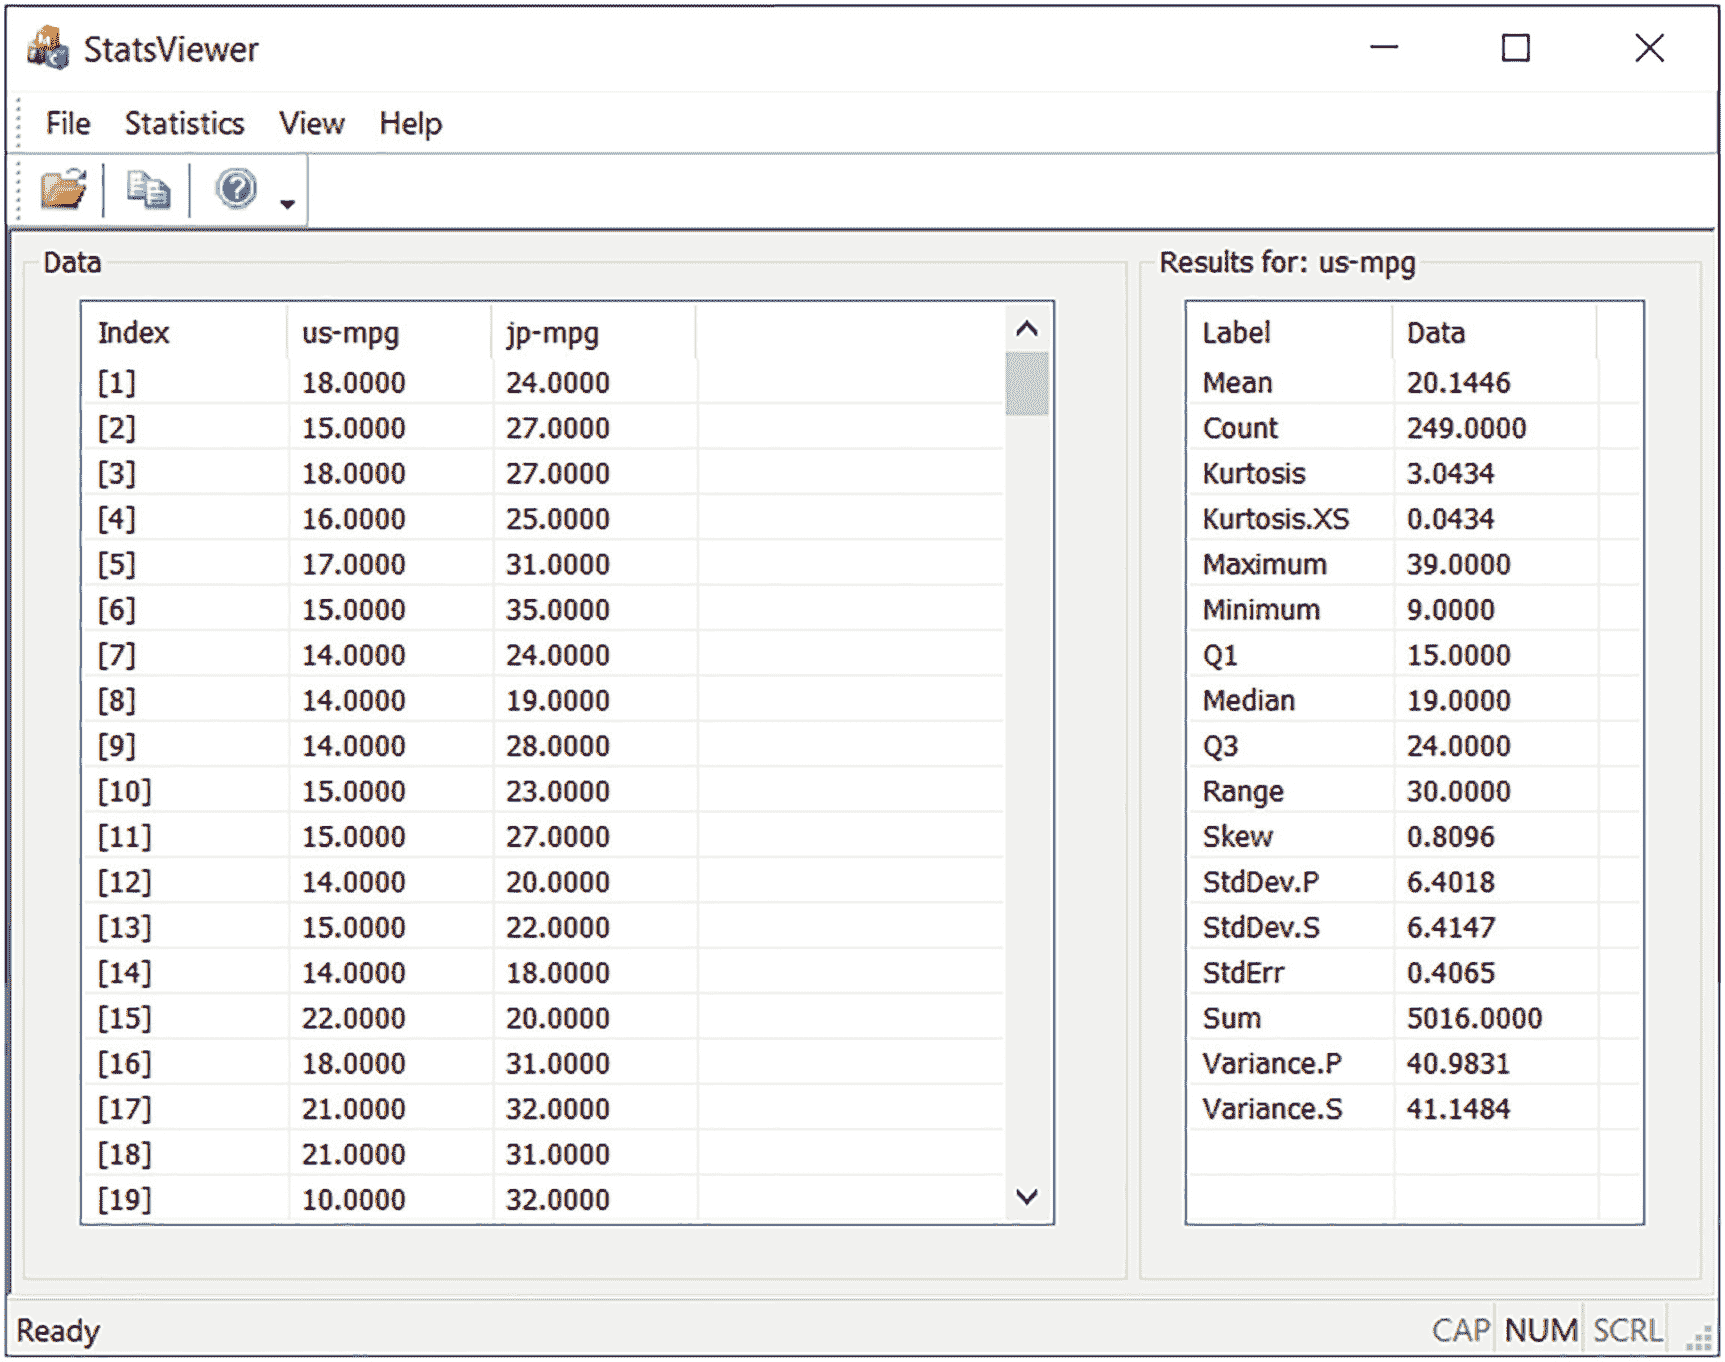 StatsViewer
File Statistics View Help
Data
Index us-mpg jp-mpg
[1] 18.0000 24.0000
[2] 15.0000 27.0000
[3] 18.0000 27.0000
[4] 16.0000 25.0000
[5] 17.0000 31.0000
[6] 15.0000 35.0000
[7] 14.0000 24.0000
[8] 14.0000 19.0000
[9] 14.0000 28.0000
[10] 15.0000 23.0000
[11] 15.0000 27.0000
[12] 14.0000 20.0000
[13] 15.0000 22.0000
[14] 14.0000 18.0000
[15] 22.0000 20.0000
[16] 18.0000 31.0000
[17] 21.0000 32.0000
[18] 21.0000 31.0000
[19] 10.0000 32.0000
Results for: us-mpg
Label Data
Mean 20.1446
Count 249.0000
Kurtosis 3.0434
Kurtosis.XS 0.0434
Maximum 39.0000
Minimum 9.0000
Q1 15.0000
Median 19.0000
Q3 24.0000
Range 30.0000
Skew 0.8096
StdDev.P 6.4018
StdDev.S 6.4147
StdErr 0.4065
Sum 5016.0000
Variance.P 40.9831
Variance.S 41.1484
Ready CAP NUM SCRL